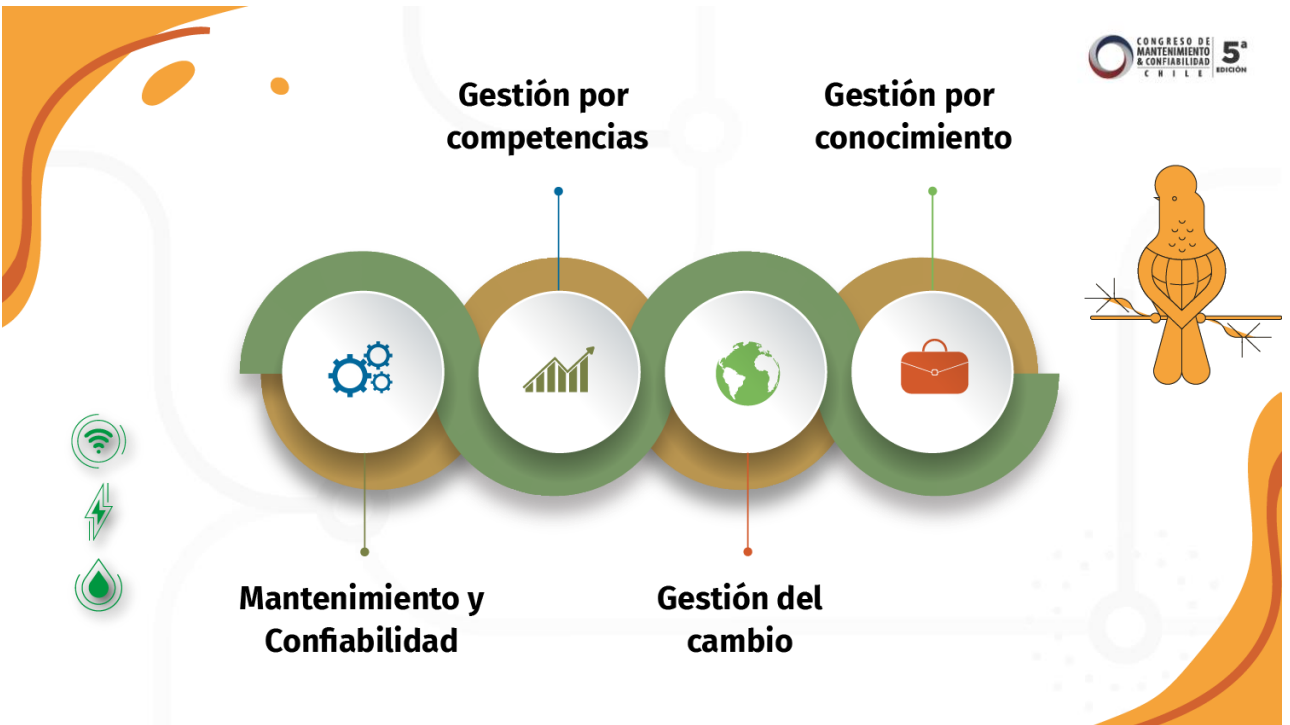 CONGRESO DE
MANTENIMIENTO
& CONFIABILIDAD
CHILE
5ª
EDICIÓN
Gestión por
competencias
Gestión por
conocimiento
Mantenimiento y
Confiabilidad
Gestión del
cambio